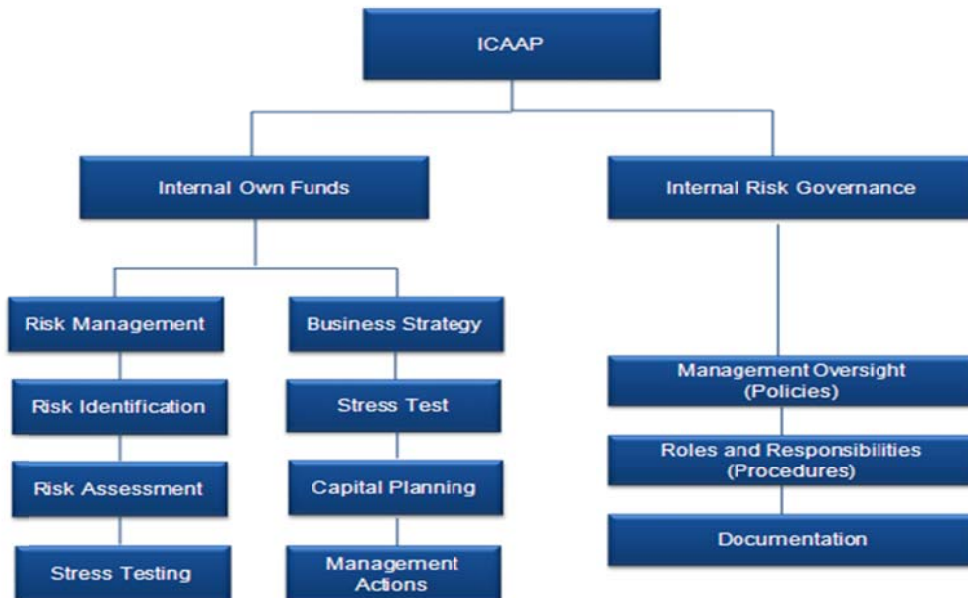 ICAAP
Internal Own Funds
Internal Risk Governance
Risk Management
Business Strategy
Risk Identification
Stress Test
Management Oversight
(Policies)
Risk Assessment
Capital Planning
Roles and Responsibilities
(Procedures)
Stress Testing
Management
Actions
Documentation